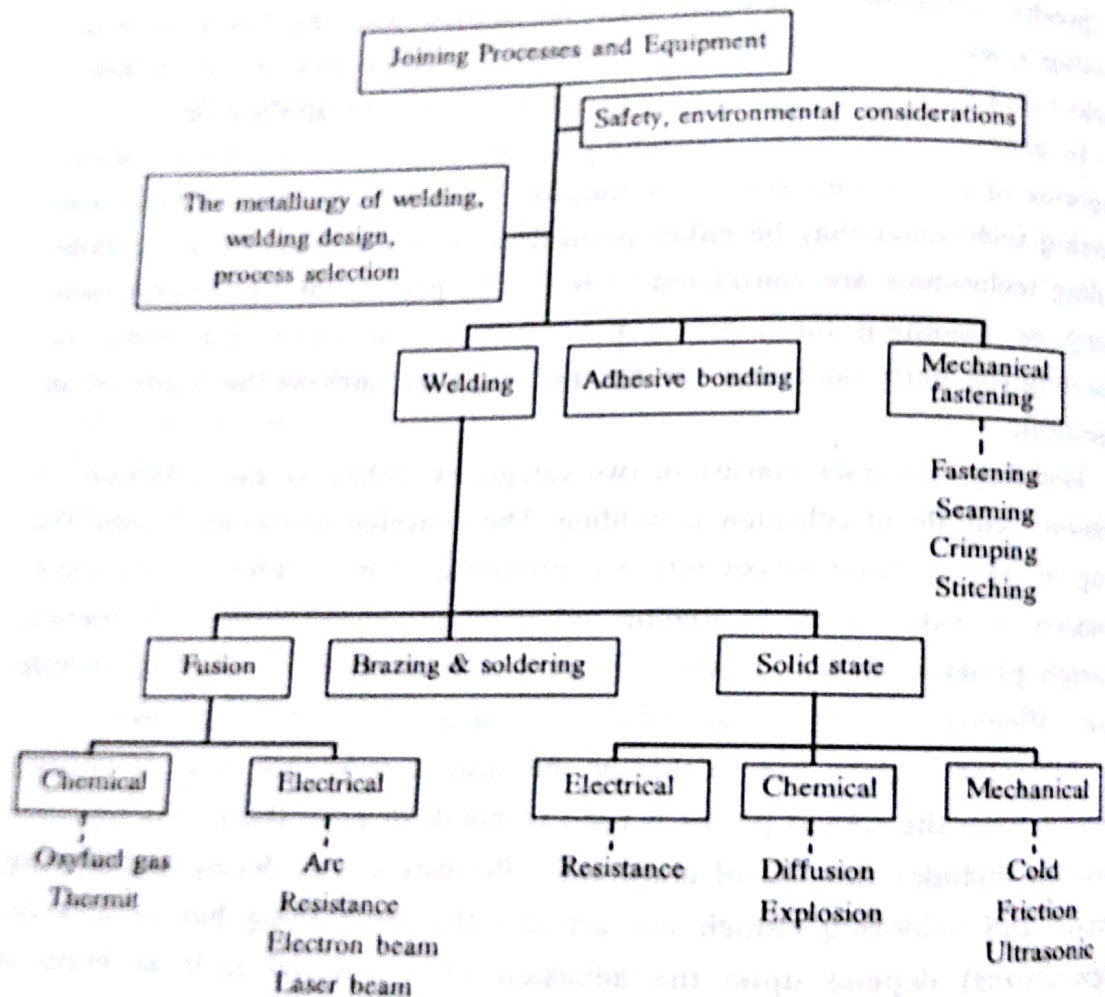 Joining Processes and Equipment
Safety, environmental considerations
The metallurgy of welding,
welding design,
process selection
Welding
Adhesive bonding
Mechanical
fastening
Fastening
Seaming
Crimping
Stitching
Fusion
Brazing & soldering
Solid state
Chemical
Electrical
Electrical
Chemical
Mechanical
Oxyfuel gas
Thermit
Arc
Resistance
Electron beam
Laser beam
Resistance
Diffusion
Explosion
Cold
Friction
Ultrasonic